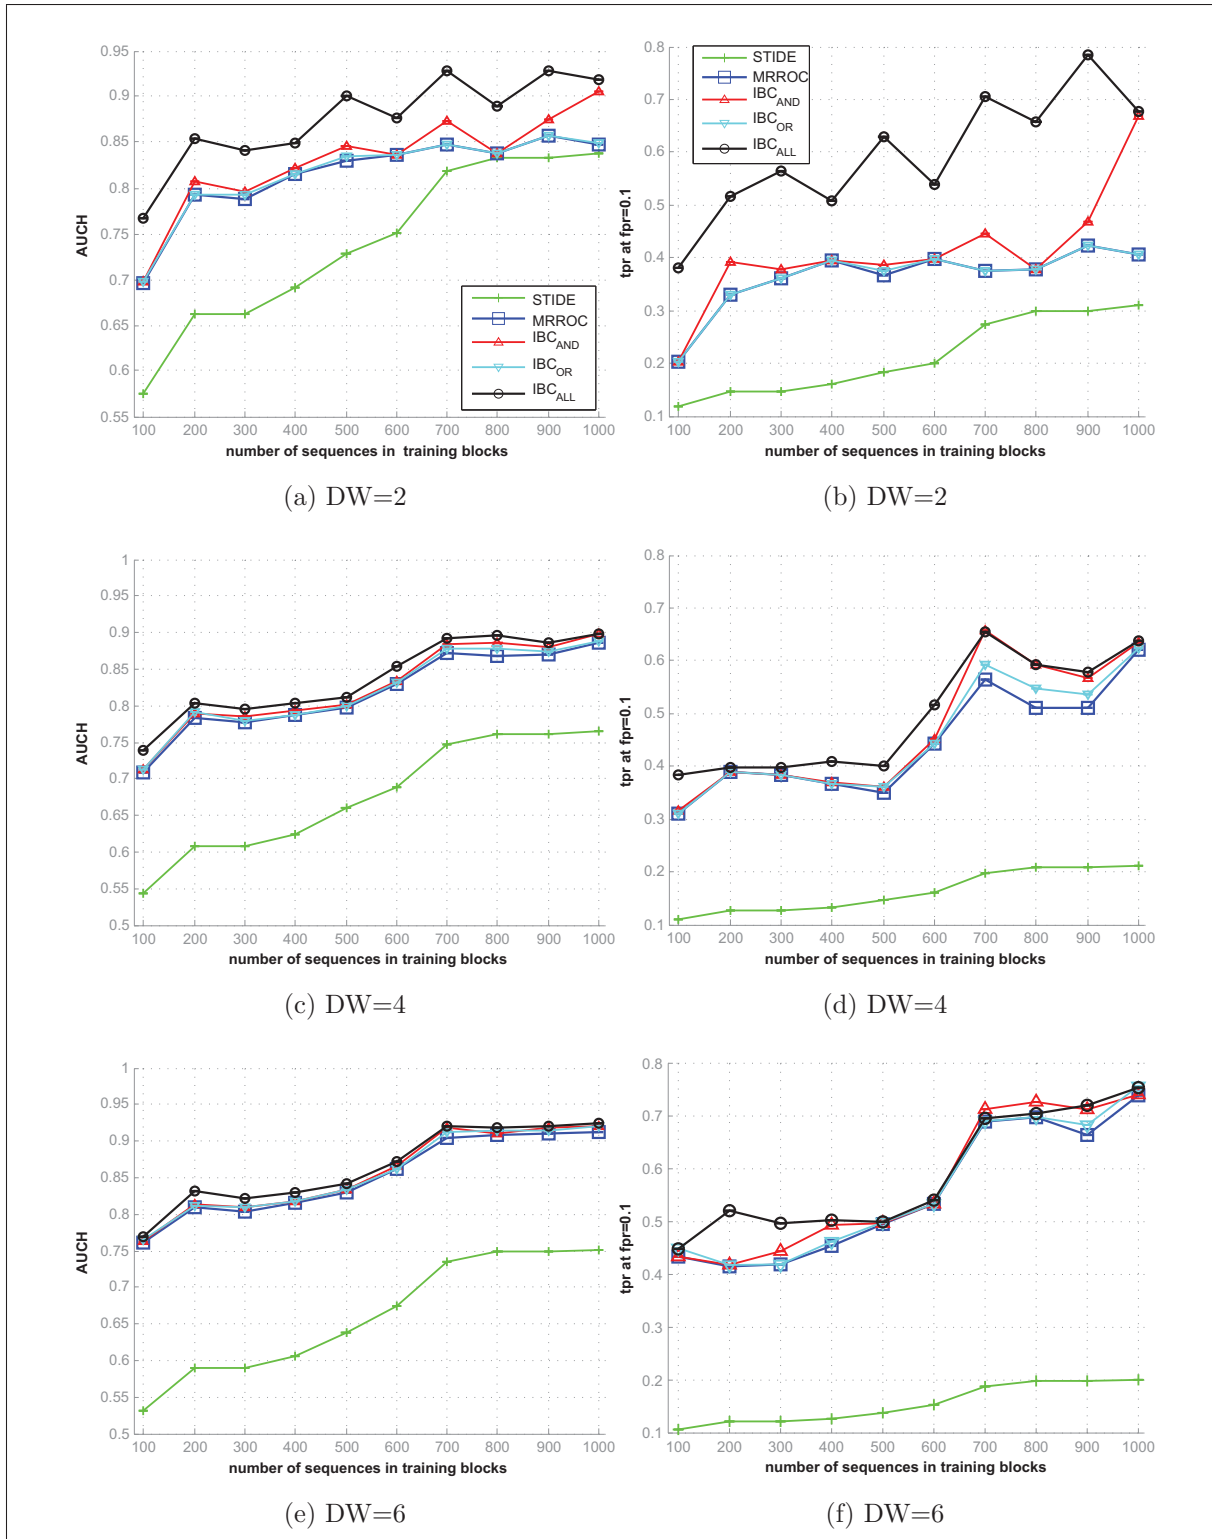 0.95
0.9
0.85
0.8
0.75
0.7
0.65
0.6
0.55
AUCH
100 200 300 400 500 600 700 800 900 1000
number of sequences in training blocks
STIDE
MRROC
IBC_AND
IBC_OR
IBC_ALL
(a) DW=2
0.8
0.7
0.6
0.5
0.4
0.3
0.2
0.1
tpr at fpr=0.1
100 200 300 400 500 600 700 800 900 1000
number of sequences in training blocks
STIDE
MRROC
IBC_AND
IBC_OR
IBC_ALL
(b) DW=2
1
0.95
0.9
0.85
0.8
0.75
0.7
0.65
0.6
0.55
0.5
AUCH
100 200 300 400 500 600 700 800 900 1000
number of sequences in training blocks
(c) DW=4
0.8
0.7
0.6
0.5
0.4
0.3
0.2
0.1
tpr at fpr=0.1
100 200 300 400 500 600 700 800 900 1000
number of sequences in training blocks
(d) DW=4
1
0.95
0.9
0.85
0.8
0.75
0.7
0.65
0.6
0.55
0.5
AUCH
100 200 300 400 500 600 700 800 900 1000
number of sequences in training blocks
(e) DW=6
0.8
0.7
0.6
0.5
0.4
0.3
0.2
0.1
tpr at fpr=0.1
100 200 300 400 500 600 700 800 900 1000
number of sequences in training blocks
(f) DW=6